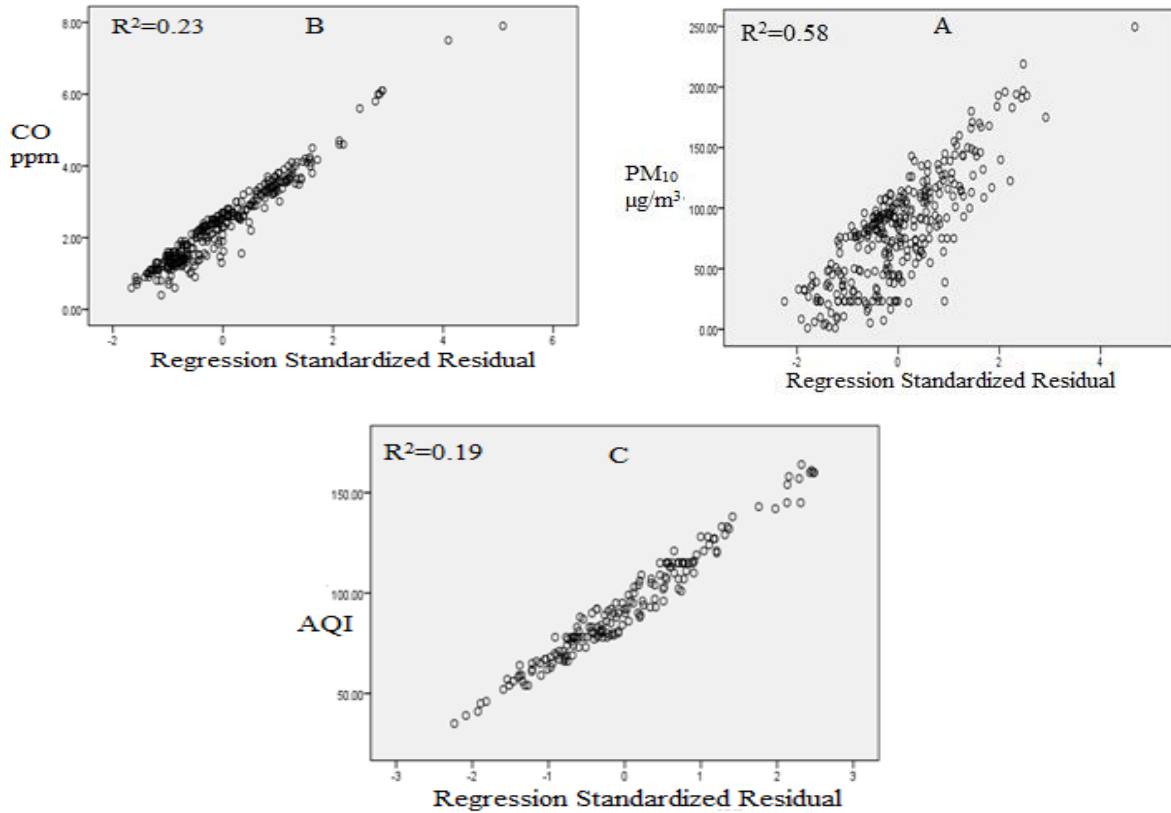 R²=0.23 B
8.00
6.00
4.00
2.00
0.00
CO
ppm
-2 0 2 4 6
Regression Standardized Residual
R²=0.58 A
250.00
200.00
150.00
100.00
50.00
0.00
PM₁₀
µg/m³
-2 0 2 4
Regression Standardized Residual
R²=0.19 C
150.00
100.00
50.00
AQI
-3 -2 -1 0 1 2 3
Regression Standardized Residual